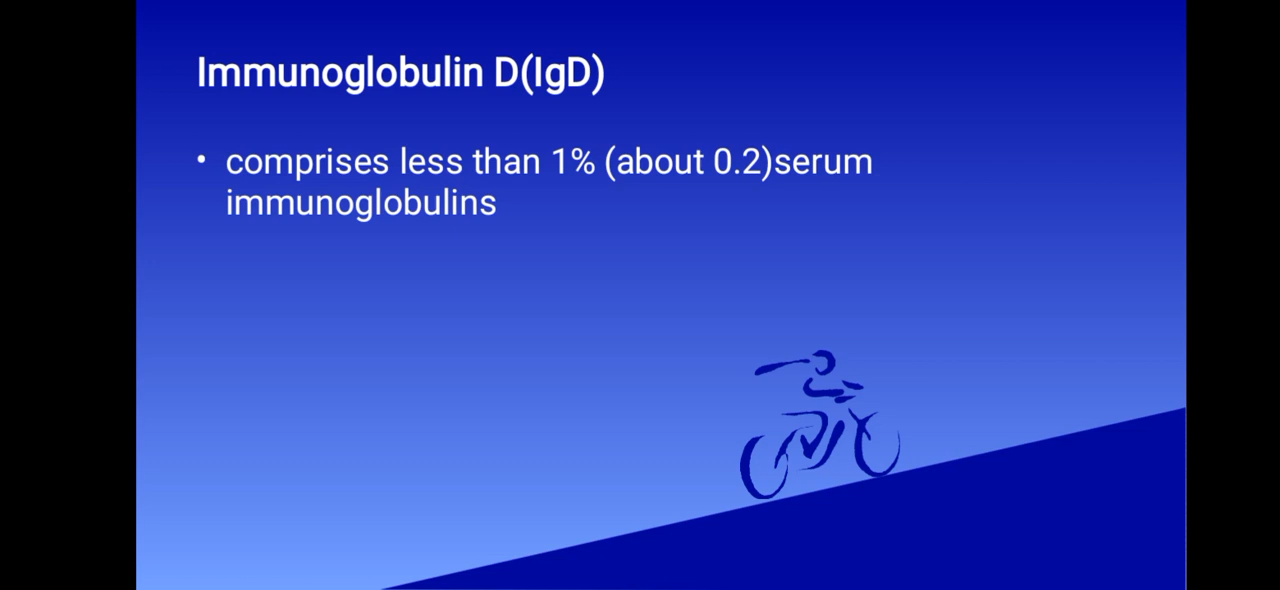 Immunoglobulin D(IgD)
• comprises less than 1% (about 0.2)serum
immunoglobulins